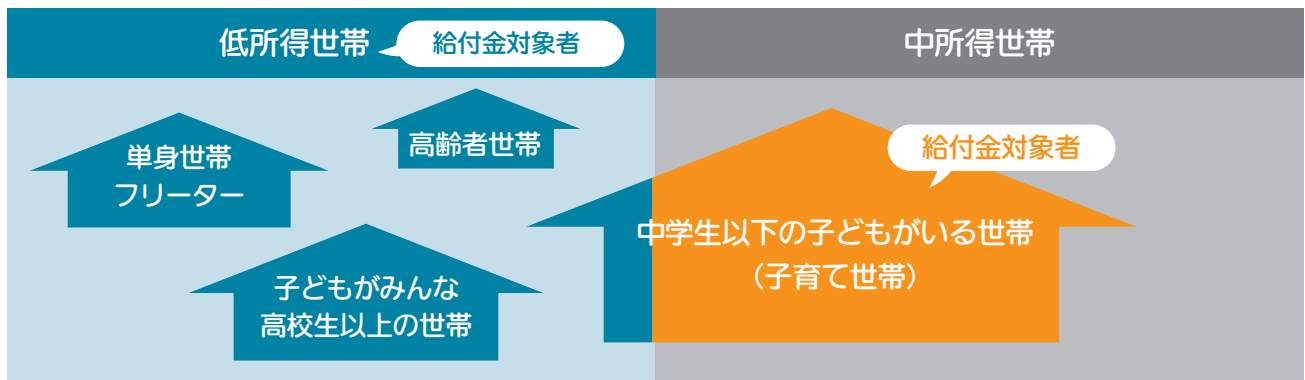 低所得世帯
給付金対象者
中所得世帯
単身世帯
フリーター
高齢者世帯
給付金対象者
中学生以下の子どもがいる世帯
（子育て世帯）
子どもがみんな
高校生以上の世帯